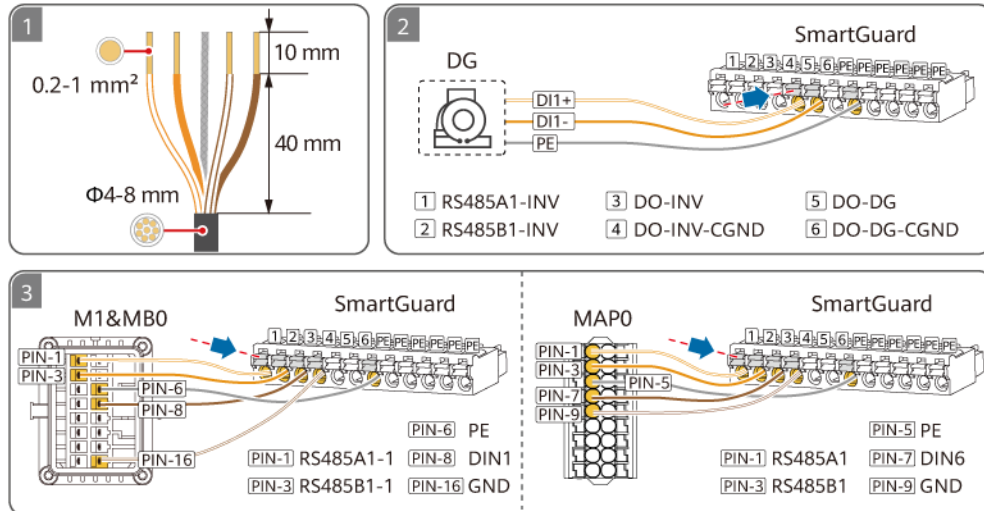 1
10 mm
0.2-1 mm²
40 mm
Φ4-8 mm
2
SmartGuard
DG
1 2 3 4 5 6 PE PE PE PE PE PE
DI1+
DI1-
PE
1 RS485A1-INV 3 DO-INV 5 DO-DG
2 RS485B1-INV 4 DO-INV-CGND 6 DO-DG-CGND
3
SmartGuard
M1&MB0
1 2 3 4 5 6 PE PE PE PE PE PE
PIN-1
PIN-3
PIN-6
PIN-8
PIN-16
PIN-6 PE
PIN-1 RS485A1-1 PIN-8 DIN1
PIN-3 RS485B1-1 PIN-16 GND
SmartGuard
MAP0
1 2 3 4 5 6 PE PE PE PE PE PE
PIN-1
PIN-3
PIN-5
PIN-7
PIN-9
PIN-5 PE
PIN-1 RS485A1 PIN-7 DIN6
PIN-3 RS485B1 PIN-9 GND